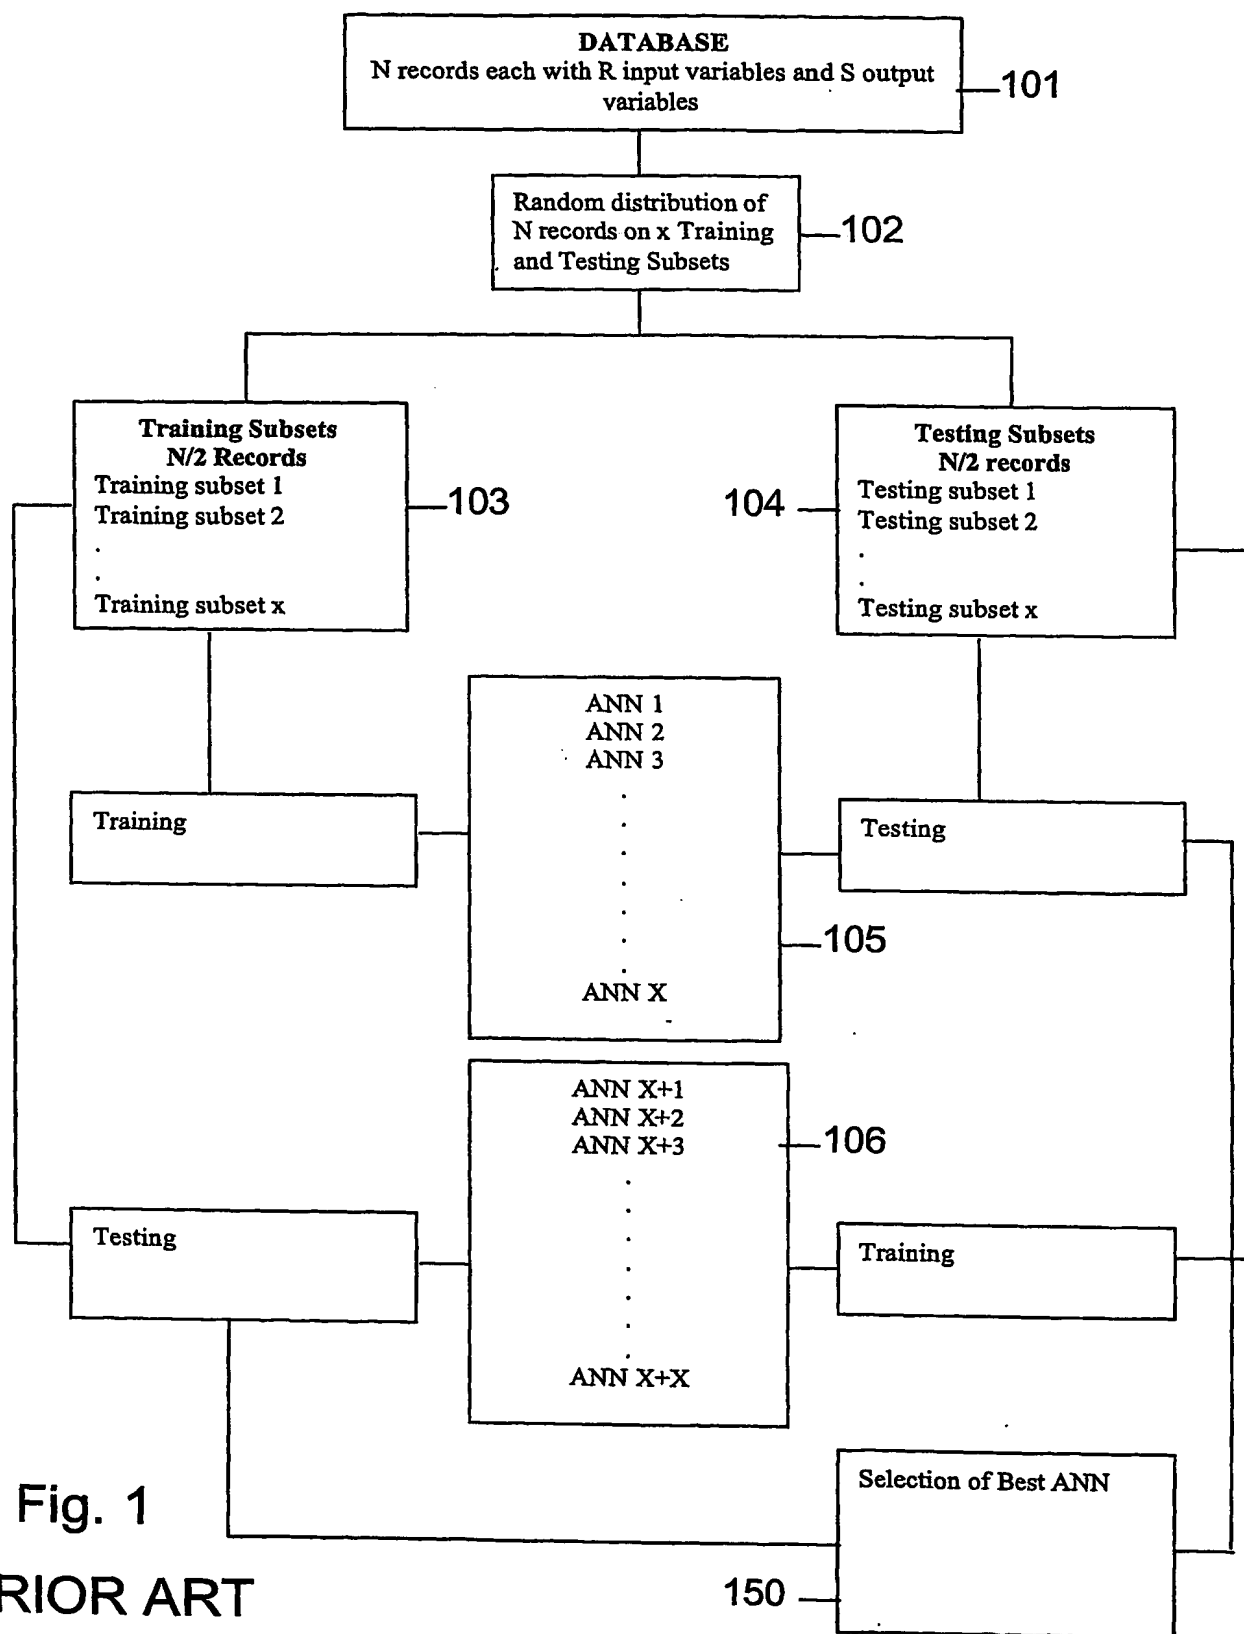 DATABASE
N records each with R input variables and S output
variables
101
Random distribution of
N records on x Training
and Testing Subsets
102
Training Subsets
N/2 Records
Training subset 1
Training subset 2
.
.
Training subset x
103
104
Testing Subsets
N/2 records
Testing subset 1
Testing subset 2
.
.
Testing subset x
ANN 1
ANN 2
ANN 3
.
.
.
.
.
.
.
ANN X
Training
Testing
105
ANN X+1
ANN X+2
ANN X+3
.
.
.
.
.
.
.
ANN X+X
106
Testing
Training
Selection of Best ANN
150
Fig. 1
RIOR ART